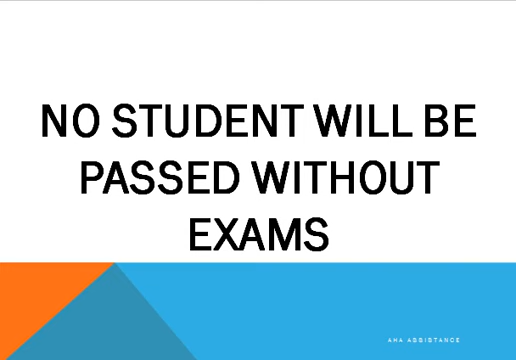 NO STUDENT WILL BE
PASSED WITHOUT
EXAMS
AHA ASSISTANCE